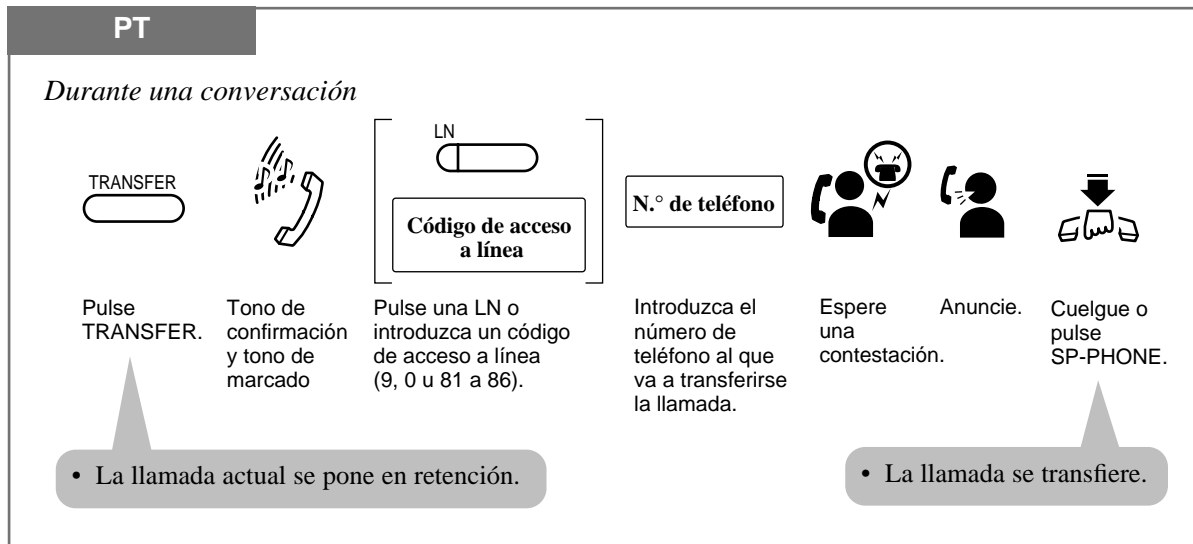 PT
Durante una conversación
TRANSFER
LN
Código de acceso
a línea
N.° de teléfono
Pulse
TRANSFER.
Tono de
confirmación
y tono de
marcado
Pulse una LN o
introduzca un código
de acceso a línea
(9, 0 u 81 a 86).
Introduzca el
número de
teléfono al que
va a transferirse
la llamada.
Espere
una
contestación.
Anuncie.
Cuelgue o
pulse
SP-PHONE.
• La llamada actual se pone en retención.
• La llamada se transfiere.